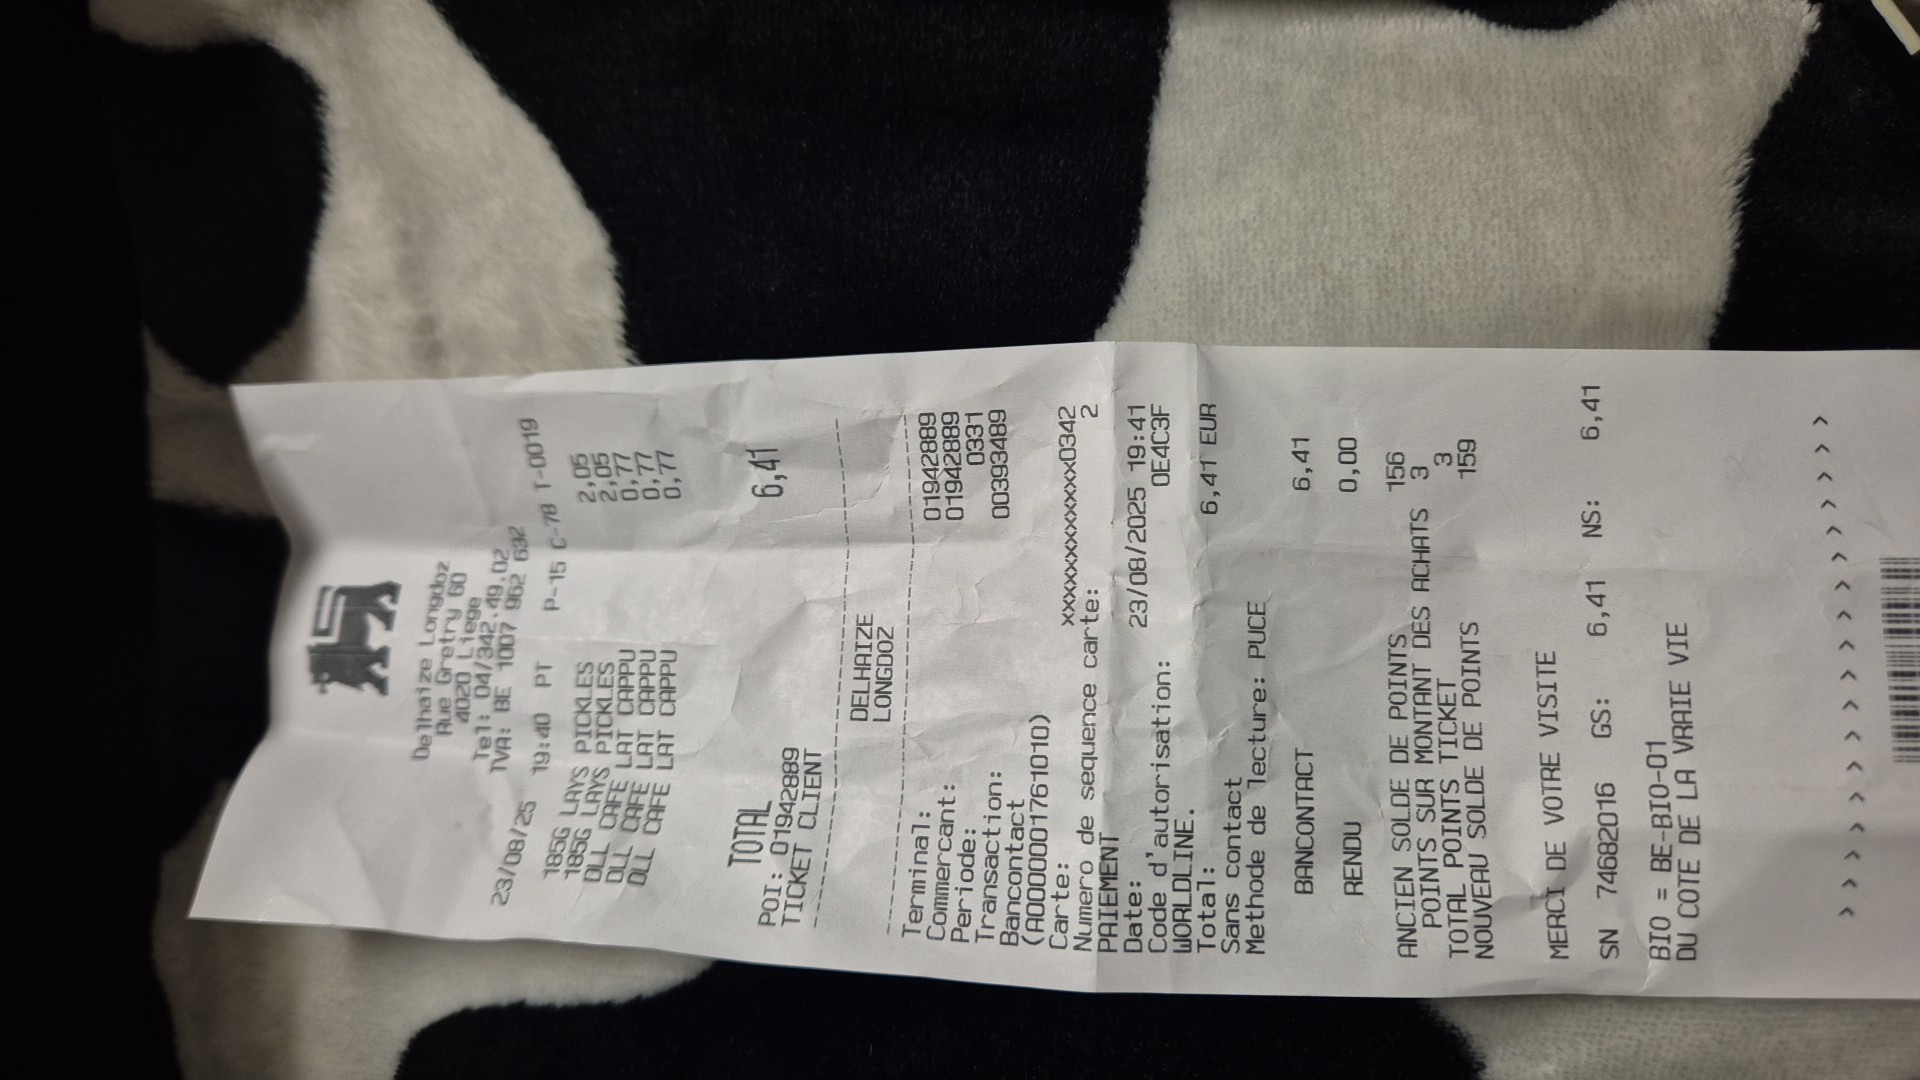 Delhaize Longdoz
Rue Gretry 60
4020 Liege
Tel: 04/342.49.02
TVA: BE 1007 962 632
23/08/25 19:40 PT P-15 C-78 T-0019
185G LAYS PICKLES 2,05
185G LAYS PICKLES 2,05
DLL CAFE LAT CAPPU 0,77
DLL CAFE LAT CAPPU 0,77
DLL CAFE LAT CAPPU 0,77
TOTAL 6,41
POI: 01942889
TICKET CLIENT
DELHAIZE
LONGDOZ
Terminal: 01942889
Commercant: 01942889
Periode: 0331
Transaction: 00393489
Bancontact
(A0000001761010)
Carte: xxxxxxxxxxxxx0342
Numero de sequence carte: 2
PAIEMENT
Date: 23/08/2025 19:41
Code d'autorisation: 0E4C3F
WORLDLINE.
Total: 6,41 EUR
Sans contact
Methode de lecture: PUCE
BANCONTACT 6,41
RENDU 0,00
ANCIEN SOLDE DE POINTS 156
POINTS SUR MONTANT DES ACHATS 3
TOTAL POINTS TICKET 3
NOUVEAU SOLDE DE POINTS 159
MERCI DE VOTRE VISITE
SN 74682016 GS: 6,41 NS: 6,41
BIO = BE-BIO-01
DU COTE DE LA VRAIE VIE